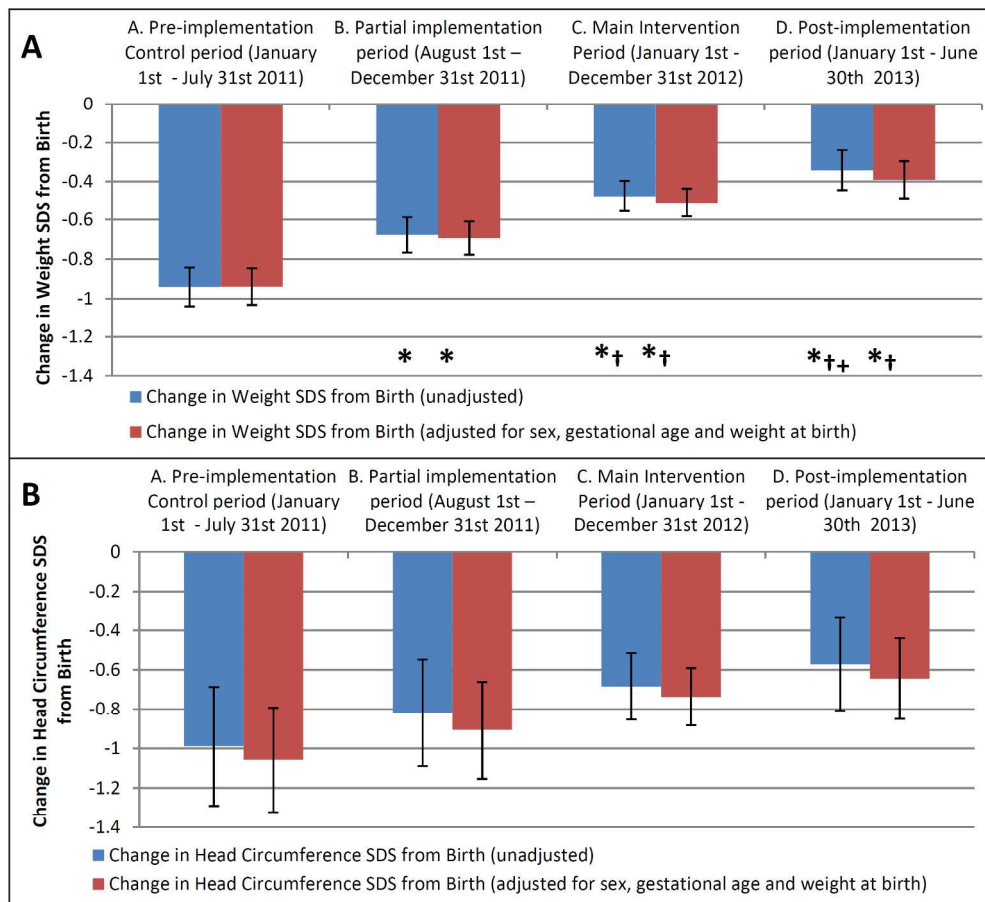 A
A. Pre-implementation
Control period (January
1st - July 31st 2011)
B. Partial implementation
period (August 1st –
December 31st 2011)
C. Main Intervention
Period (January 1st -
December 31st 2012)
D. Post-implementation
period (January 1st - June
30th 2013)
Change in Weight SDS from Birth
0
-0.2
-0.4
-0.6
-0.8
-1
-1.2
-1.4
* *
*† *†
*†+ *†
Change in Weight SDS from Birth (unadjusted)
Change in Weight SDS from Birth (adjusted for sex, gestational age and weight at birth)
B
A. Pre-implementation
Control period (January
1st - July 31st 2011)
B. Partial implementation
period (August 1st –
December 31st 2011)
C. Main Intervention
Period (January 1st -
December 31st 2012)
D. Post-implementation
period (January 1st - June
30th 2013)
Change in Head Circumference SDS
from Birth
0
-0.2
-0.4
-0.6
-0.8
-1
-1.2
-1.4
Change in Head Circumference SDS from Birth (unadjusted)
Change in Head Circumference SDS from Birth (adjusted for sex, gestational age and weight at birth)